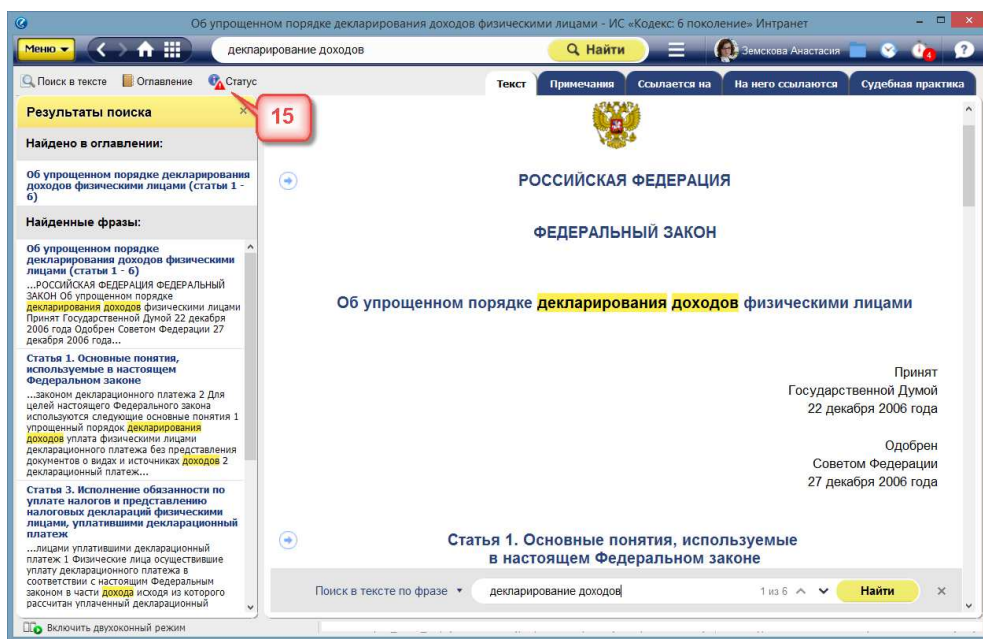 Об упрощенном порядке декларирования доходов физическими лицами - ИС «Кодекс: 6 поколение» Интранет
Меню
декларирование доходов
Найти
Земскова Анастасия
4
?
Поиск в тексте
Оглавление
Статус
Текст
Примечания
Ссылается на
На него ссылаются
Судебная практика
15
Результаты поиска
Найдено в оглавлении:
Об упрощенном порядке декларирования
доходов физическими лицами (статьи 1 -
6)
Найденные фразы:
Об упрощенном порядке
декларирования доходов физическими
лицами (статьи 1 - 6)
...РОССИЙСКАЯ ФЕДЕРАЦИЯ ФЕДЕРАЛЬНЫЙ
ЗАКОН Об упрощенном порядке
декларирования доходов физическими лицами
Принят Государственной Думой 22 декабря
2006 года Одобрен Советом Федерации 27
декабря 2006 года...
Статья 1. Основные понятия,
используемые в настоящем
Федеральном законе
...законом декларационного платежа 2 Для
целей настоящего Федерального закона
используются следующие основные понятия 1
упрощенный порядок декларирования
доходов уплата физическими лицами
декларационного платежа без представления
документов о видах и источниках доходов 2
декларационный платеж...
Статья 3. Исполнение обязанности по
уплате налогов и представлению
налоговых деклараций физическими
лицами, уплатившими декларационный
платеж
...лицами уплатившими декларационный
платеж 1 Физические лица осуществившие
уплату декларационного платежа в
соответствии с настоящим Федеральным
законом в части дохода исходя из которого
рассчитан уплаченный декларационный
РОССИЙСКАЯ ФЕДЕРАЦИЯ
ФЕДЕРАЛЬНЫЙ ЗАКОН
Об упрощенном порядке декларирования доходов физическими лицами
Принят
Государственной Думой
22 декабря 2006 года
Одобрен
Советом Федерации
27 декабря 2006 года
Статья 1. Основные понятия, используемые
в настоящем Федеральном законе
Поиск в тексте по фразе
декларирование доходов
1 из 6
Найти
Включить двухоконный режим